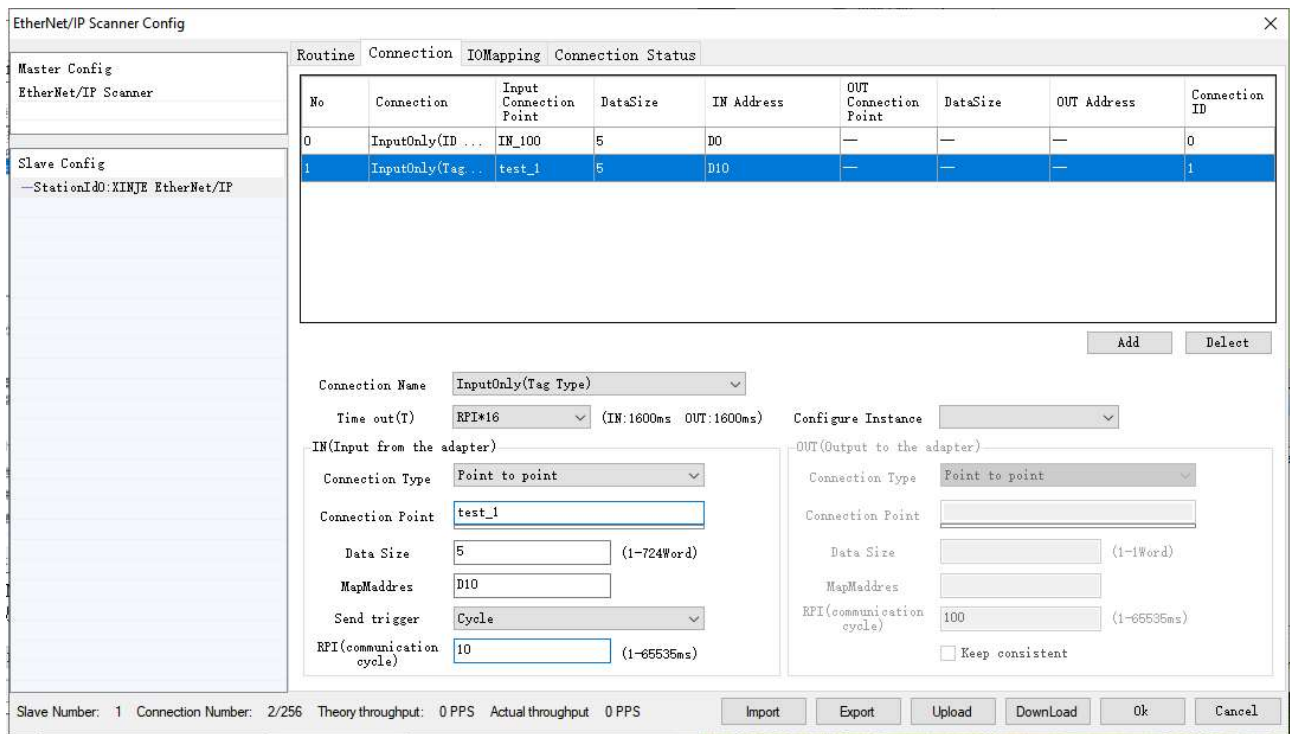 EtherNet/IP Scanner Config
Master Config
EtherNet/IP Scanner
Slave Config
StationId0:XINJE EtherNet/IP
Routine Connection IOMapping Connection Status
No Connection Input Connection Point DataSize IN Address OUT Connection Point DataSize OUT Address Connection ID
0 InputOnly(ID ... IN_100 5 D0 — — — 0
1 InputOnly(Tag... test_1 5 D10 — — — 1
Add Delect
Connection Name InputOnly(Tag Type)
Time out(T) RPI*16 (IN:1600ms OUT:1600ms) Configure Instance
IN(Input from the adapter) OUT(Output to the adapter)
Connection Type Point to point Connection Type Point to point
Connection Point test_1 Connection Point
Data Size 5 (1-724Word) Data Size (1-1Word)
MapMaddres D10 MapMaddres
Send trigger Cycle
RPI(communication cycle) 10 (1-65535ms) RPI(communication cycle) 100 (1-65535ms)
Keep consistent
Slave Number: 1 Connection Number: 2/256 Theory throughput: 0 PPS Actual throughput 0 PPS Import Export Upload DownLoad Ok Cancel